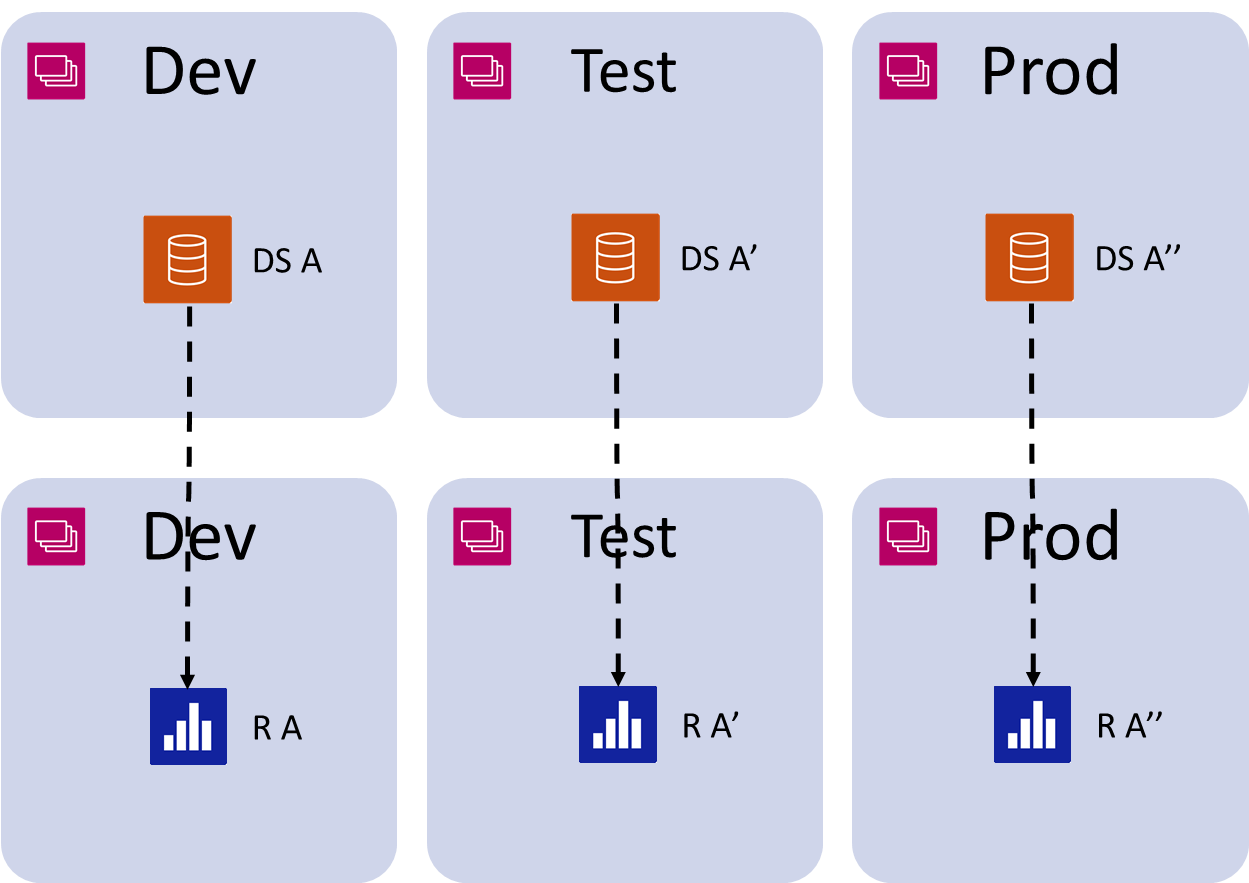 Dev
Test
Prod
DS A
DS A’
DS A’’
Dev
Test
Prod
R A
R A’
R A’’